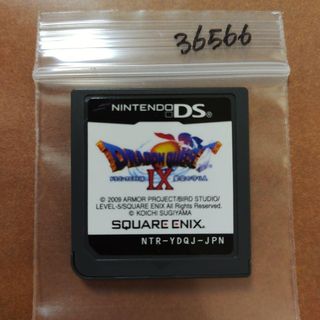 36566
NINTENDO DS
DRAGON QUEST
IX
© 2009 ARMOR PROJECT/BIRD STUDIO/
LEVEL-5/SQUARE ENIX All Rights Reserved.
© KOICHI SUGIYAMA
SQUARE ENIX
NTR-YDQJ-JPN